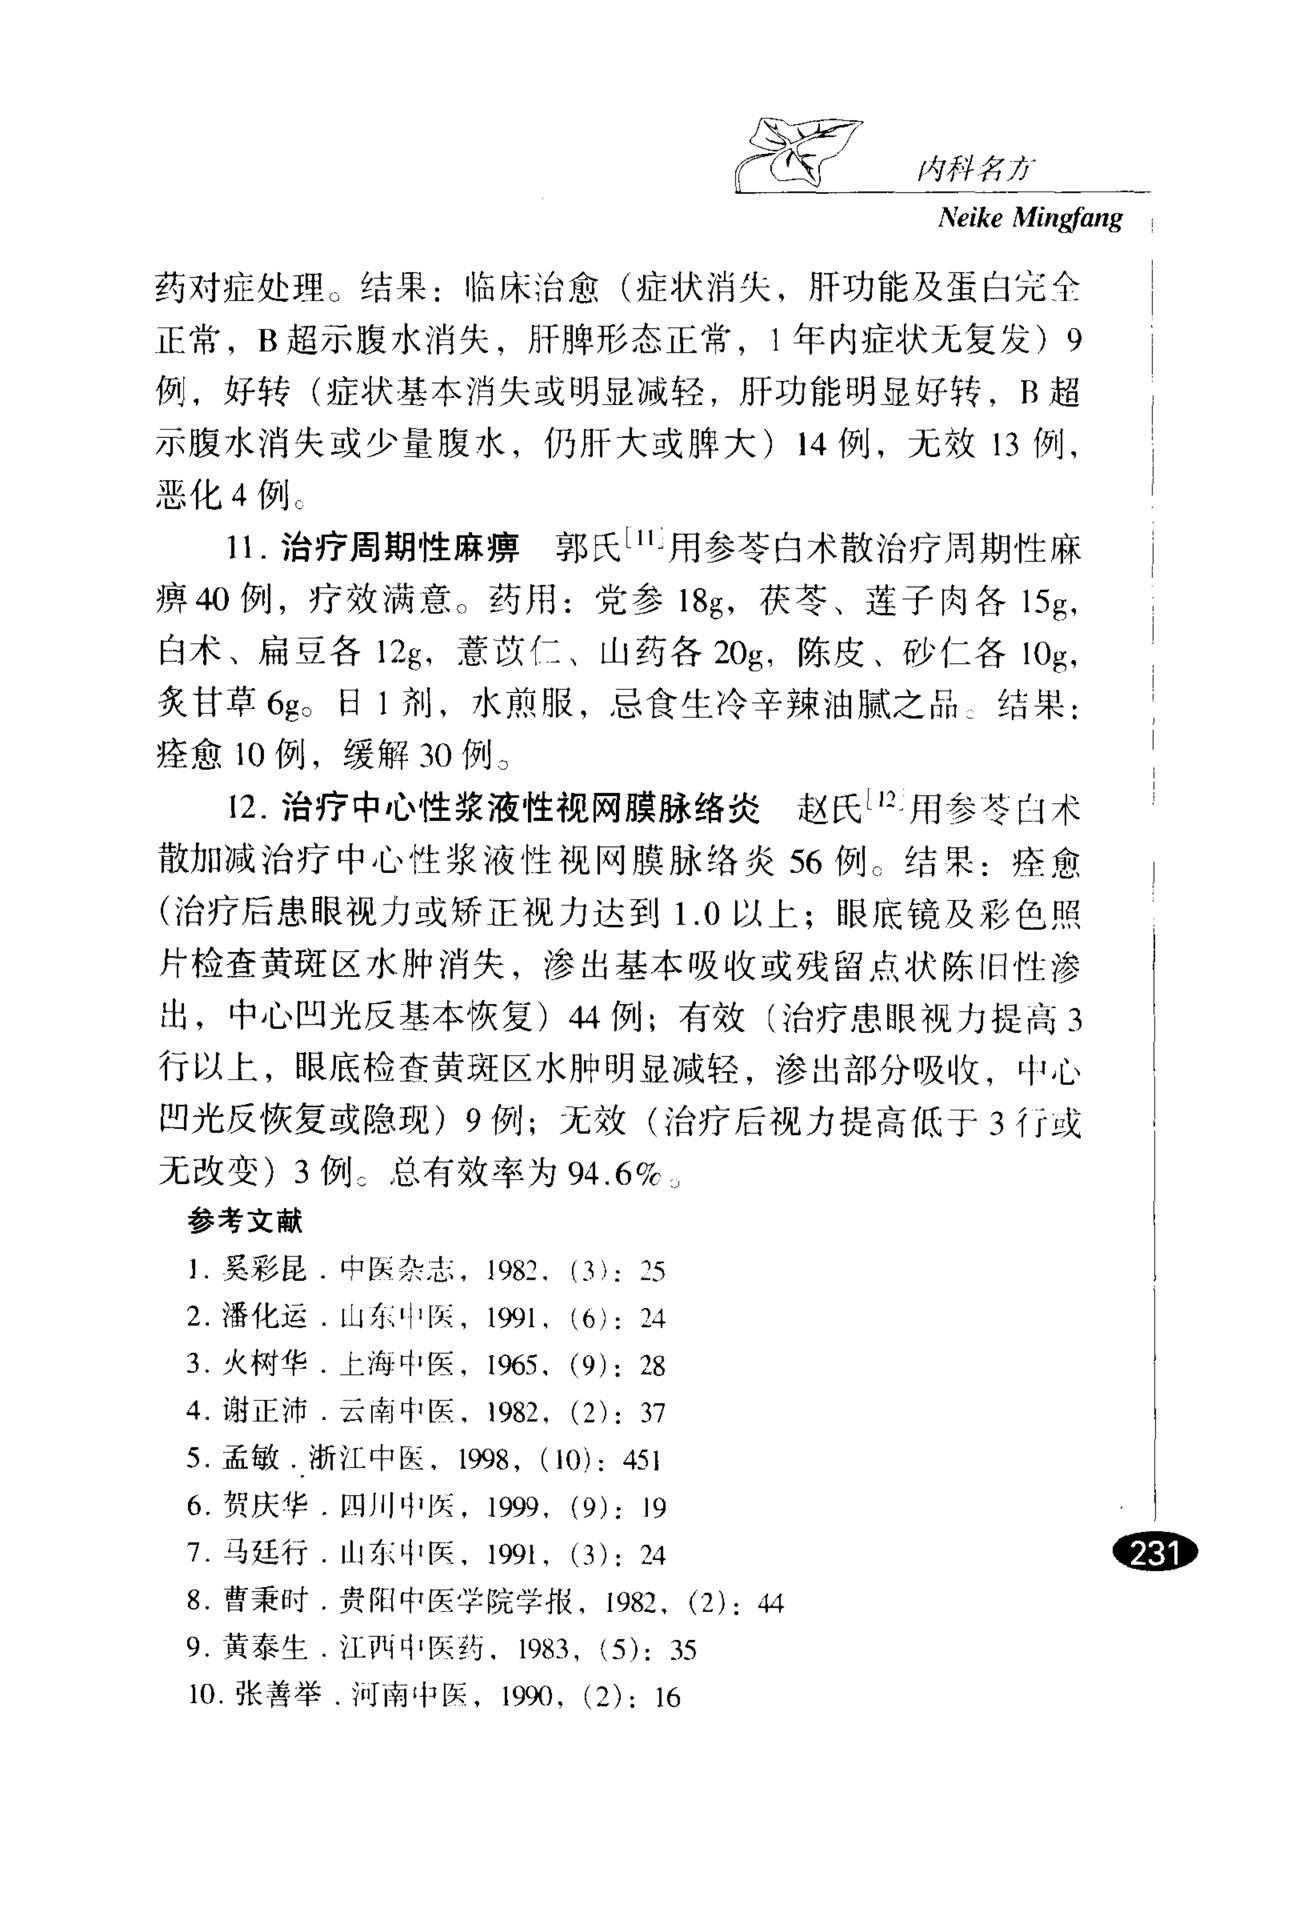 内科名方
Neike Mingfang
药对症处理。结果：临床治愈（症状消失，肝功能及蛋白完全
正常，B超示腹水消失，肝脾形态正常，1年内症状无复发）9
例，好转（症状基本消失或明显减轻，肝功能明显好转，B超
示腹水消失或少量腹水，仍肝大或脾大）14例，无效13例，
恶化4例。
11. 治疗周期性麻痹　郭氏[11]用参苓白术散治疗周期性麻
痹40例，疗效满意。药用：党参18g，茯苓、莲子肉各15g，
白术、扁豆各12g，薏苡仁、山药各20g，陈皮、砂仁各10g，
炙甘草6g。日1剂，水煎服，忌食生冷辛辣油腻之品。结果：
痊愈10例，缓解30例。
12. 治疗中心性浆液性视网膜脉络炎　赵氏[12]用参苓白术
散加减治疗中心性浆液性视网膜脉络炎56例。结果：痊愈
（治疗后患眼视力或矫正视力达到1.0以上；眼底镜及彩色照
片检查黄斑区水肿消失，渗出基本吸收或残留点状陈旧性渗
出，中心凹光反基本恢复）44例；有效（治疗患眼视力提高3
行以上，眼底检查黄斑区水肿明显减轻，渗出部分吸收，中心
凹光反恢复或隐现）9例；无效（治疗后视力提高低于3行或
无改变）3例。总有效率为94.6%。
参考文献
1. 奚彩昆．中医杂志，1982，（3）：25
2. 潘化运．山东中医，1991，（6）：24
3. 火树华．上海中医，1965，（9）：28
4. 谢正沛．云南中医，1982，（2）：37
5. 孟敏．浙江中医，1998，（10）：451
6. 贺庆华．四川中医，1999，（9）：19
7. 马廷行．山东中医，1991，（3）：24
231
8. 曹秉时．贵阳中医学院学报，1982，（2）：44
9. 黄泰生．江西中医药，1983，（5）：35
10. 张善举．河南中医，1990，（2）：16